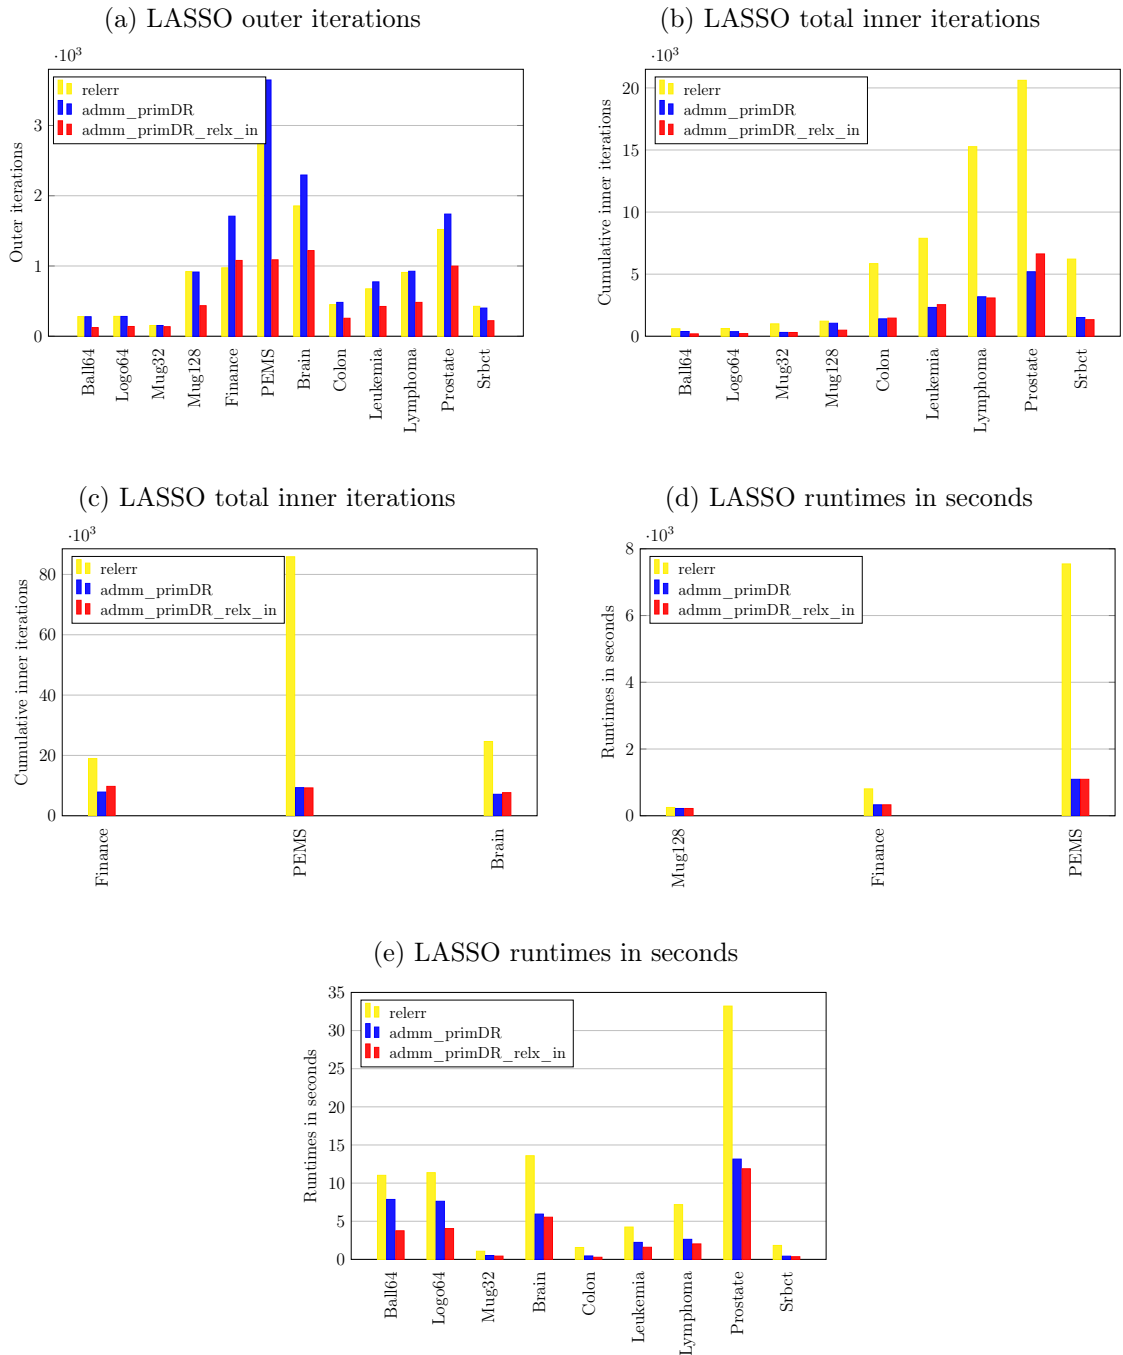 (a) LASSO outer iterations
·10³
Outer iterations
3
2
1
0
relerr
admm_primDR
admm_primDR_relx_in
Ball64
Logo64
Mug32
Mug128
Finance
PEMS
Brain
Colon
Leukemia
Lymphoma
Prostate
Srbct
(b) LASSO total inner iterations
·10³
Cumulative inner iterations
20
15
10
5
0
relerr
admm_primDR
admm_primDR_relx_in
Ball64
Logo64
Mug32
Mug128
Colon
Leukemia
Lymphoma
Prostate
Srbct
(c) LASSO total inner iterations
·10³
Cumulative inner iterations
80
60
40
20
0
relerr
admm_primDR
admm_primDR_relx_in
Finance
PEMS
Brain
(d) LASSO runtimes in seconds
·10³
Runtimes in seconds
8
6
4
2
0
relerr
admm_primDR
admm_primDR_relx_in
Mug128
Finance
PEMS
(e) LASSO runtimes in seconds
Runtimes in seconds
35
30
25
20
15
10
5
0
relerr
admm_primDR
admm_primDR_relx_in
Ball64
Logo64
Mug32
Brain
Colon
Leukemia
Lymphoma
Prostate
Srbct